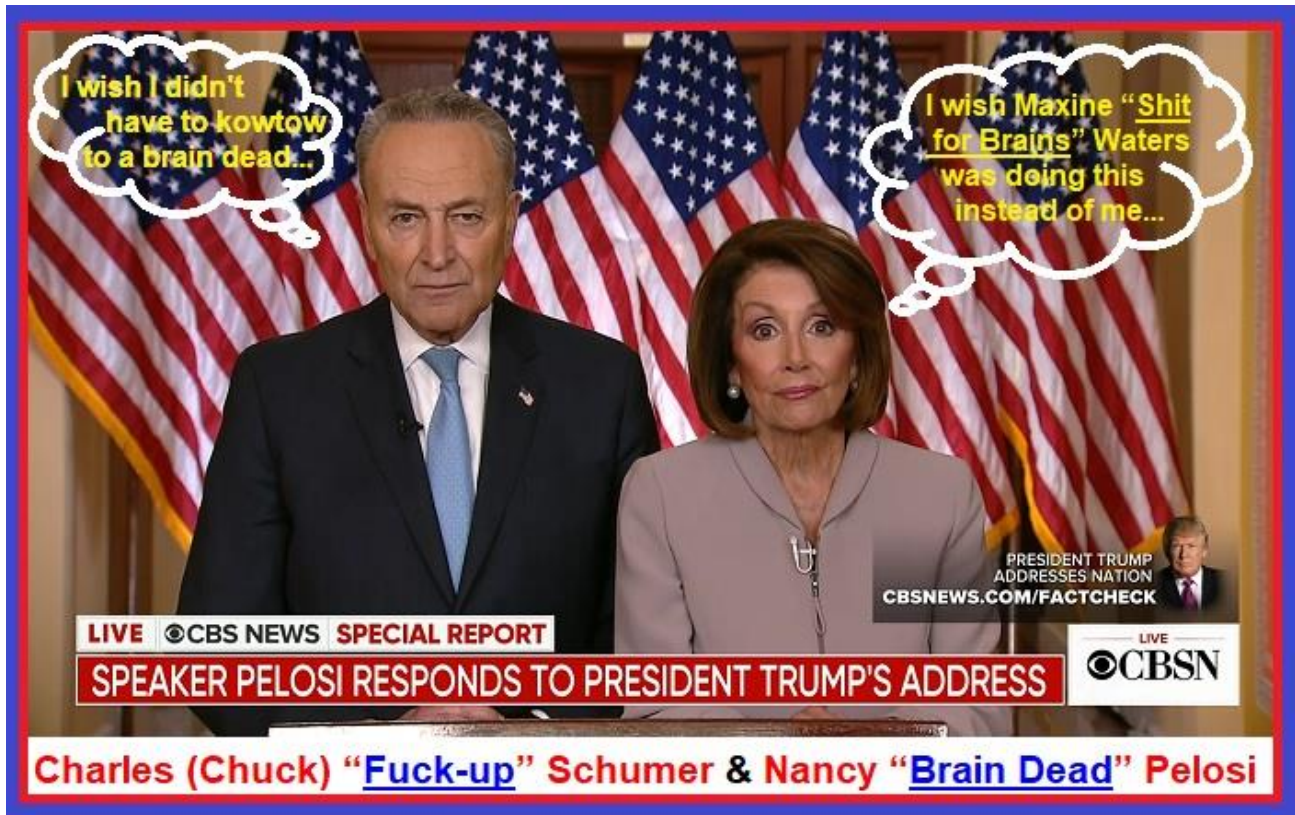 I wish I didn't
have to kowtow
to a brain dead...
I wish Maxine “Shit
for Brains” Waters
was doing this
instead of me...
PRESIDENT TRUMP
ADDRESSES NATION
CBSNEWS.COM/FACTCHECK
LIVE CBS NEWS SPECIAL REPORT
SPEAKER PELOSI RESPONDS TO PRESIDENT TRUMP'S ADDRESS
LIVE
CBSN
Charles (Chuck) “Fuck-up” Schumer & Nancy “Brain Dead” Pelosi